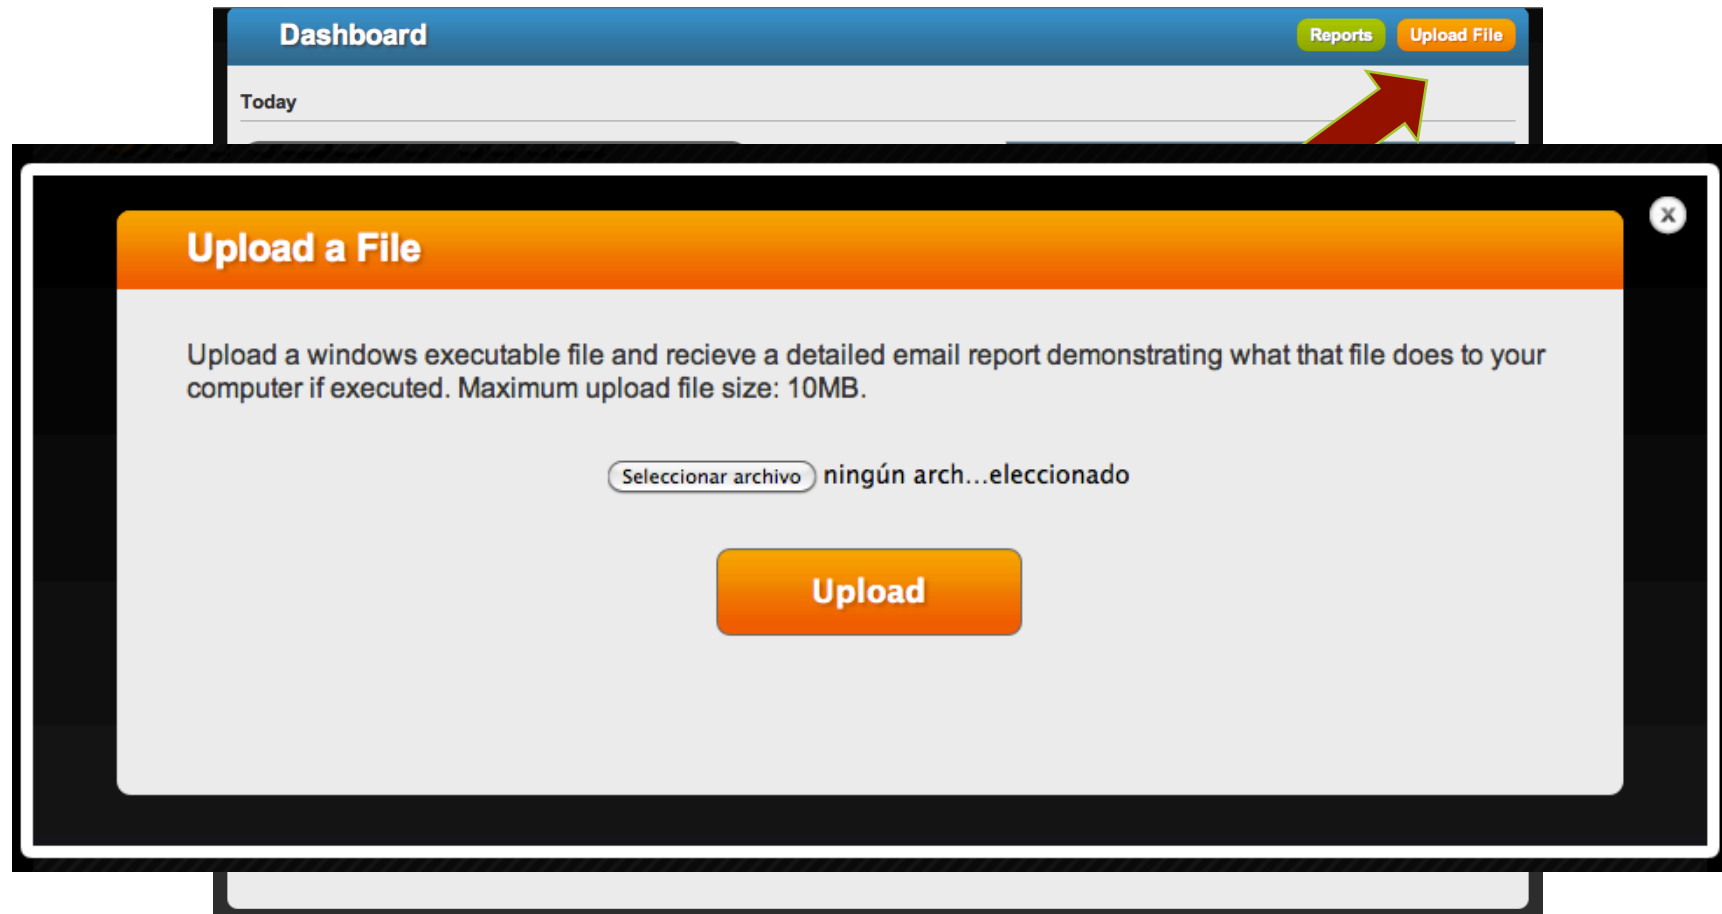 Dashboard
Reports
Upload File
Today
x
Upload a File
Upload a windows executable file and recieve a detailed email report demonstrating what that file does to your
computer if executed. Maximum upload file size: 10MB.
Seleccionar archivo ningún arch...eleccionado
Upload